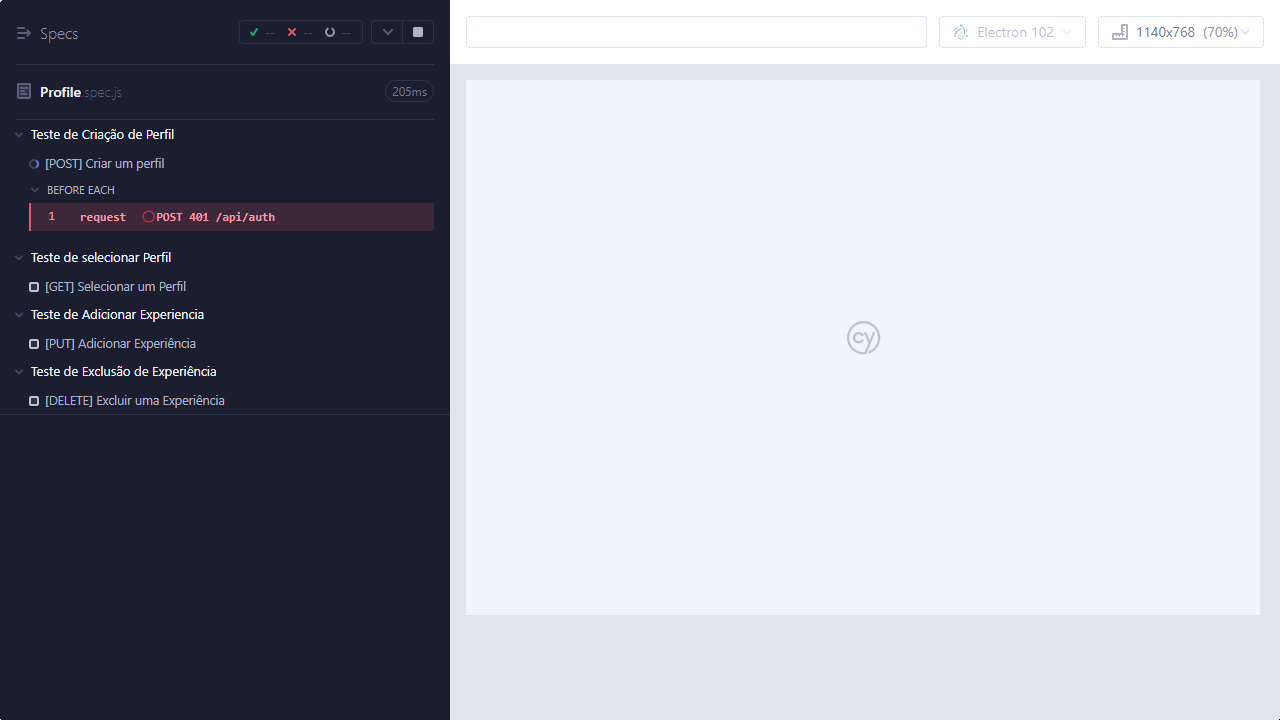 Specs
--
--
--
Electron 102
1140x768 (70%)
Profile.spec.js
205ms
Teste de Criação de Perfil
[POST] Criar um perfil
BEFORE EACH
1 request POST 401 /api/auth
Teste de selecionar Perfil
[GET] Selecionar um Perfil
Teste de Adicionar Experiencia
[PUT] Adicionar Experiência
Teste de Exclusão de Experiência
[DELETE] Excluir uma Experiência
cy